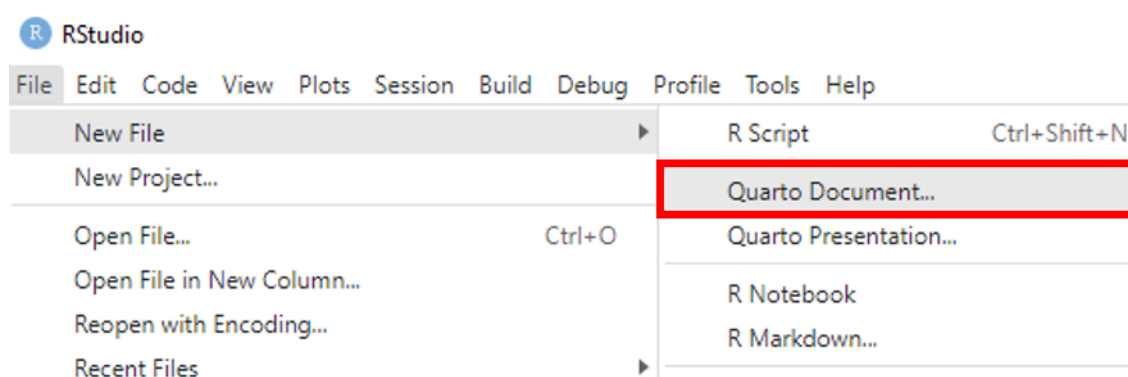 R RStudio
File Edit Code View Plots Session Build Debug Profile Tools Help
New File
New Project...
Open File... Ctrl+O
Open File in New Column...
Reopen with Encoding...
Recent Files
R Script Ctrl+Shift+N
Quarto Document...
Quarto Presentation...
R Notebook
R Markdown...